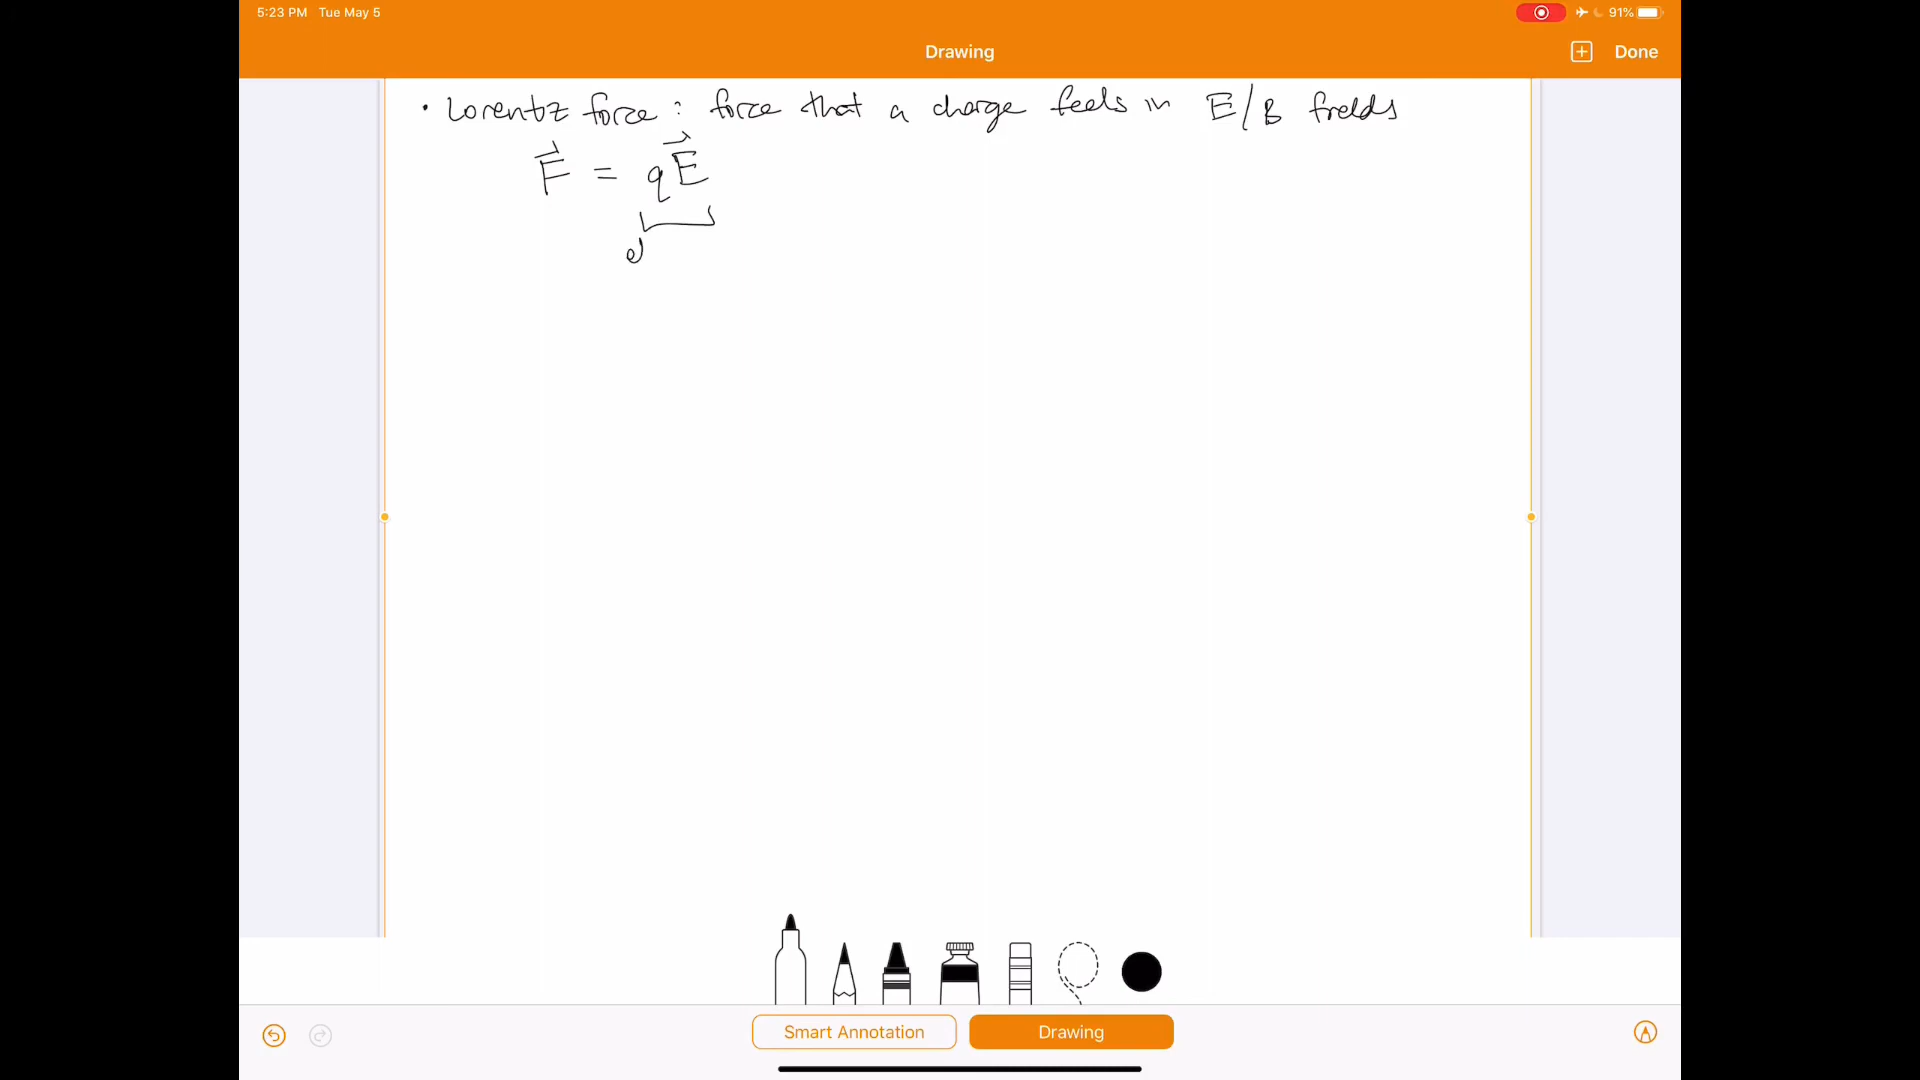 5:23 PM Tue May 5
91%
Drawing
Done
• Lorentz force : force that a charge feels in E/B fields
F⃗ = qE⃗
el
Smart Annotation
Drawing